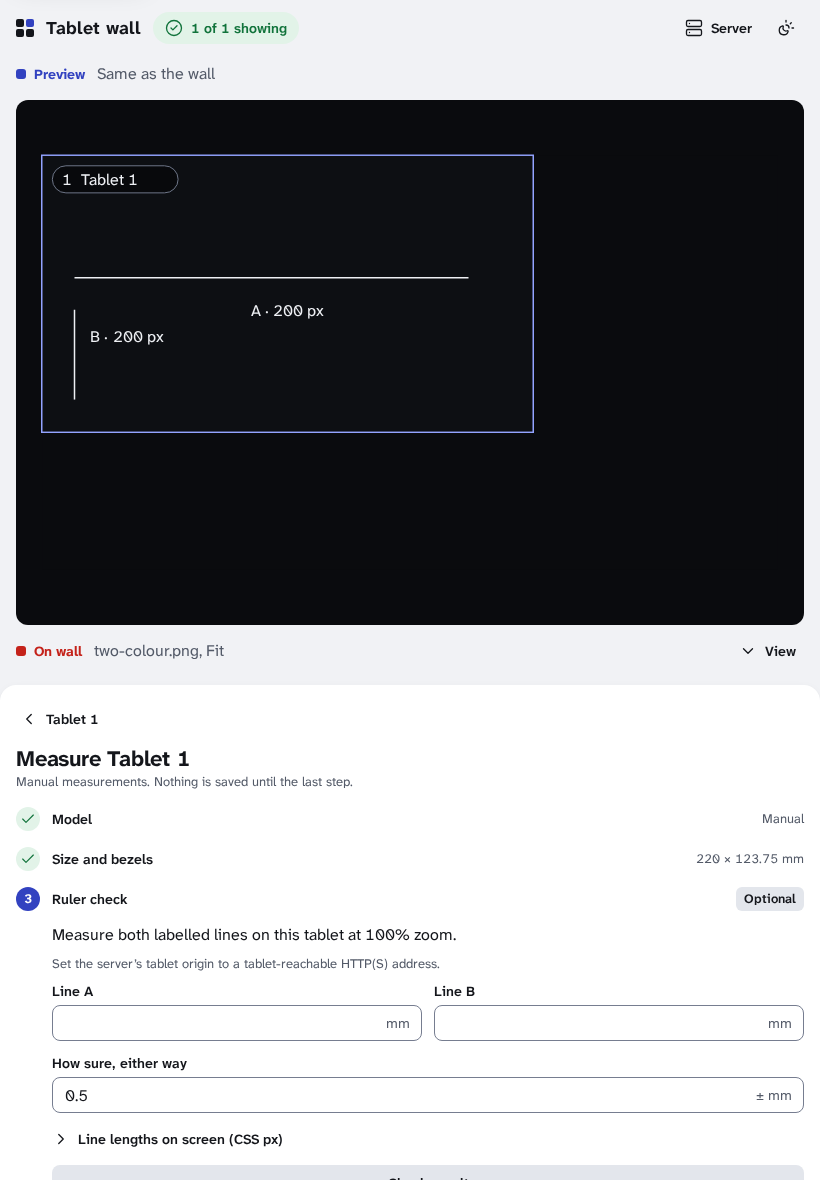 Tablet wall
1 of 1 showing
Server
Preview
Same as the wall
1 Tablet 1
A · 200 px
B · 200 px
On wall
two-colour.png, Fit
View
Tablet 1
Measure Tablet 1
Manual measurements. Nothing is saved until the last step.
Model
Manual
Size and bezels
220 × 123.75 mm
3
Ruler check
Optional
Measure both labelled lines on this tablet at 100% zoom.
Set the server's tablet origin to a tablet-reachable HTTP(S) address.
Line A
Line B
mm
mm
How sure, either way
0.5
± mm
Line lengths on screen (CSS px)